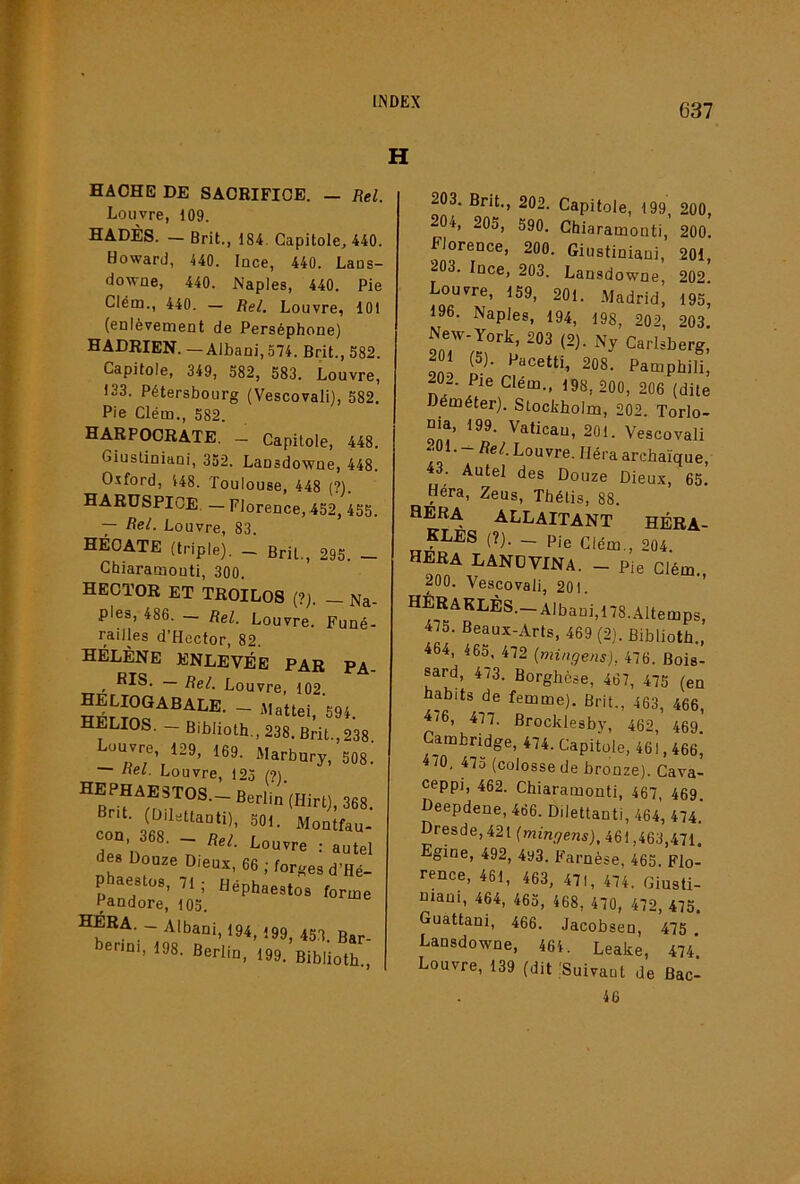 INDEX
637
H
HACHE DE SACRIFICE. — Rel.
Louvre, 109.
HADÈS. — Brit., 184. Capitole, 440.
Howard, 440. Ince, 440. Lans-
downe, 440. Naples, 440. Pie
Clém., 440. — Rel. Louvre, 101
(enlèvement de Perséphone)
HADRIEN. — Albani, 574. Brit., 582.
Capitole, 349, 582, 583. Louvre,
133. Pétersbourg (Vescovali), 582.
Pie Clém., 582.
HARPOCRATE. — Capitole, 448.
Giustiniani, 352. Lansdowne, 448.
Oxford, 448. Toulouse, 448 (?).
HARUSPICE. — Florence, 452, 455.
— Rel. Louvre, 83.
HÉCATE (triple). — Brit., 295. —
Chiaramonti, 300.
HECTOR ET TROILOS (?). — Na-
ples, 486. — Rel. Louvre. Funé-
railles d'Hector, 82.
HÉLÈNE ENLEVÉE PAR PA-
RIS. — Rel. Louvre, 102.
HÉLIOGABALE. — Mattei, 594.
HÉLIOS. — Biblioth., 238. Brit., 238.
Louvre, 129, 169. Marbury, 508.
— Rel. Louvre, 125 (?).
HEPHAESTOS. — Berlin (Hirt), 368.
Brit. (Dilettanti), 501. Montfau-
con, 368. — Rel. Louvre : autel
des Douze Dieux, 66 ; forges d'Hé-
phaestos, 71 ; Héphaestos forme
Pandore, 105.
HÉRA. — Albani, 194, 199, 453. Bar-
berini, 198. Berlin, 199. Biblioth.,
203. Brit., 202. Capitole, 199, 200,
204, 205, 590. Chiaramonti, 200.
Florence, 200. Giustiniani, 201,
203. Ince, 203. Lansdowne, 202.
Louvre, 159, 201. Madrid, 195,
196. Naples, 194, 198, 202, 203.
New-York, 203 (2). Ny Carlsberg,
201 (5). Pacetti, 208. Pamphili,
202. Pie Clém., 198, 200, 206 (dite
Déméter). Stockholm, 202. Torlo-
nia, 199. Vatican, 201. Vescovali
201. — Rel. Louvre. Héra archaïque,
43. Autel des Douze Dieux, 65.
Héra, Zeus, Thétis, 88.
HÉRA ALLAITANT HÉRA-
KLÈS (?). — Pie Clém., 204.
HÉRA LANUVINA. — Pie Clém.,
200. Vescovali, 201.
HÉRAKLÈS. — Albani, 178. Altemps,
475. Beaux-Arts, 469 (2). Biblioth.,
464, 465, 472 (mingens), 476. Bois-
sard, 473. Borghèse, 467, 475 (en
habits de femme). Brit., 463, 466,
476, 477. Brocklesby, 462, 469.
Cambridge, 474. Capitole, 461, 466,
470, 475 (colosse de bronze). Cava-
ceppi, 462. Chiaramonti, 467, 469.
Deepdene, 466. Dilettanti, 464, 474.
Dresde, 421 (mingens), 461, 463, 471.
Egine, 492, 493. Farnèse, 465. Flo-
rence, 461, 463, 471, 474. Giusti-
niani, 464, 465, 468, 470, 472, 475.
Guattani, 466. Jacobsen, 475.
Lansdowne, 464. Leake, 474.
Louvre, 139 (dit Suivant de Bac-
46